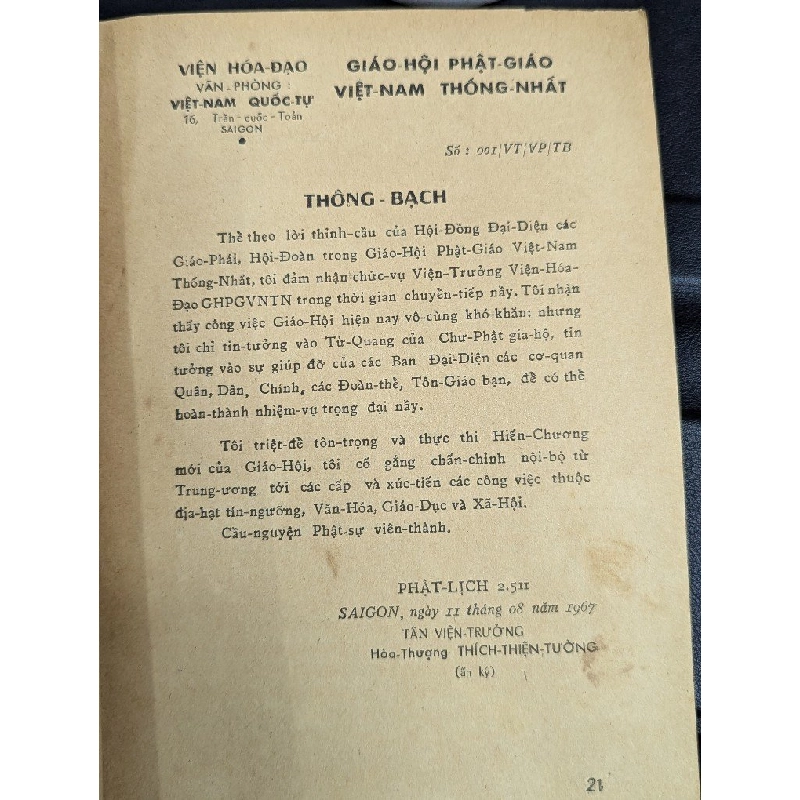 VIỆN HÓA-ĐẠO
VĂN-PHÒNG :
VIỆT-NAM QUỐC-TỰ
16, Trần-quốc-Toản
SAIGON
GIÁO-HỘI PHẬT-GIÁO
VIỆT-NAM THỐNG-NHẤT
Số : 001/VT/VP/TB
THÔNG-BẠCH
Thể theo lời thỉnh-cầu của Hội-Đồng Đại-Diện các
Giáo-Phái, Hội-Đoàn trong Giáo-Hội Phật-Giáo Việt-Nam
Thống-Nhất, tôi đảm nhận chức-vụ Viện-Trưởng Viện-Hóa-
Đạo GHPGVNTN trong thời gian chuyển-tiếp nầy. Tôi nhận
thấy công việc Giáo-Hội hiện nay vô-cùng khó khăn; nhưng
tôi chỉ tin-tưởng vào Từ-Quang của Chư-Phật gia-hộ, tin
tưởng vào sự giúp đỡ của các Ban Đại-Diện các cơ-quan
Quân, Dân, Chính, các Đoàn-thể, Tôn-Giáo bạn, để có thể
hoàn-thành nhiệm-vụ trọng đại nầy.
Tôi triệt-để tôn-trọng và thực thi Hiến-Chương
mới của Giáo-Hội, tôi cố gắng chấn-chỉnh nội-bộ từ
Trung-ương tới các cấp và xúc-tiến các công việc thuộc
địa-hạt tín-ngưỡng, Văn-Hóa, Giáo-Dục và Xã-Hội.
Cầu-nguyện Phật-sự viên-thành.
PHẬT-LỊCH 2.511
SAIGON, ngày 11 tháng 08 năm 1967
TÂN VIỆN-TRƯỞNG
Hòa-Thượng THÍCH-THIỆN-TƯỜNG
(ấn ký)
21